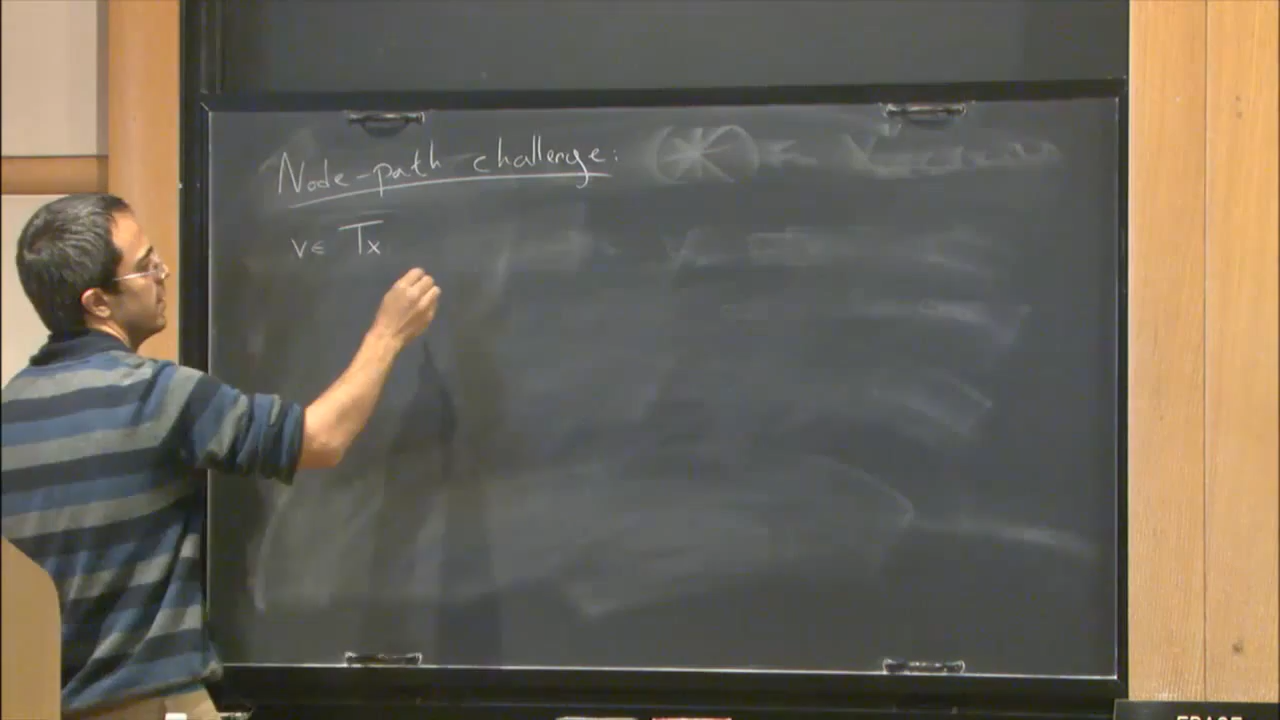 Node-path challenge:
v ∈ Tx